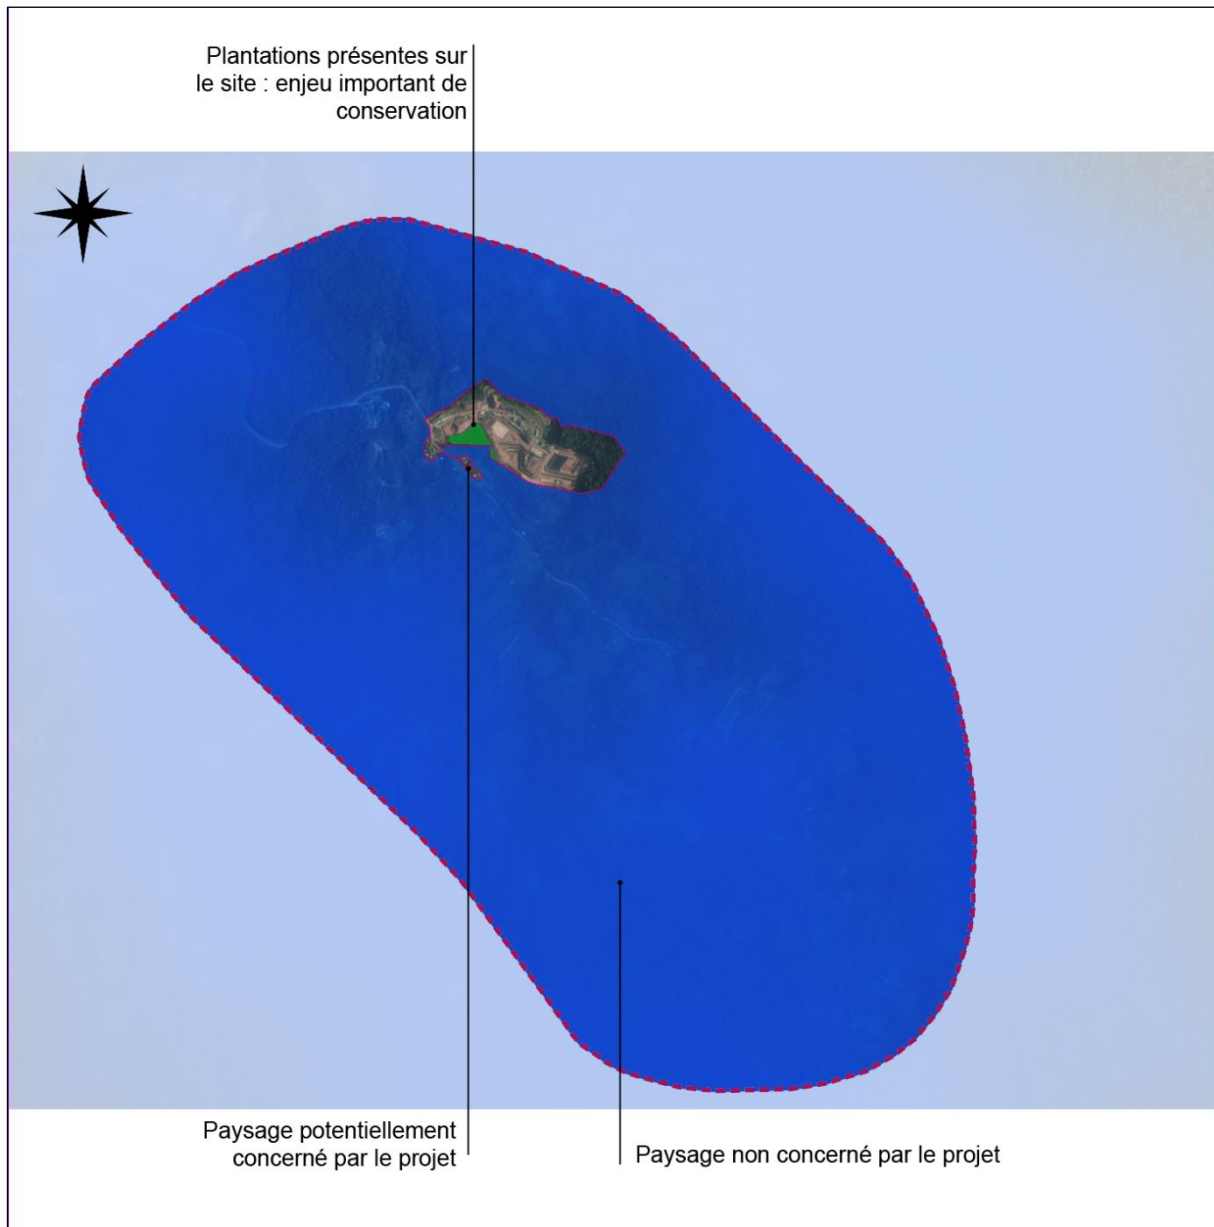 Plantations présentes sur
le site : enjeu important de
conservation
Paysage potentiellement
concerné par le projet
Paysage non concerné par le projet